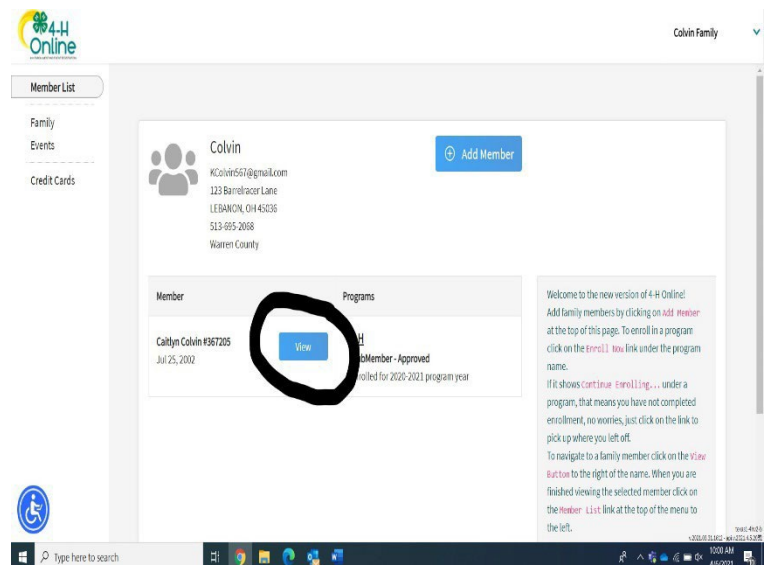 4-H
Online
Colvin Family
Member List
Family
Events
Credit Cards
Colvin
KColvin567@gmail.com
123 Barrelracer Lane
LEBANON, OH 45036
513-695-2068
Warren County
Add Member
Member
Programs
Caitlyn Colvin #367205
Jul 25, 2002
View
H
bMember - Approved
rolled for 2020-2021 program year
Welcome to the new version of 4-H Online!
Add family members by clicking on Add Member
at the top of this page. To enroll in a program
click on the Enroll Now link under the program
name.
If it shows Continue Enrolling... under a
program, that means you have not completed
enrollment, no worries, just click on the link to
pick up where you left off.
To navigate to a family member click on the View
Button to the right of the name. When you are
finished viewing the selected member click on
the Member List link at the top of the menu to
the left.
Type here to search
10:00 AM
4/6/2021